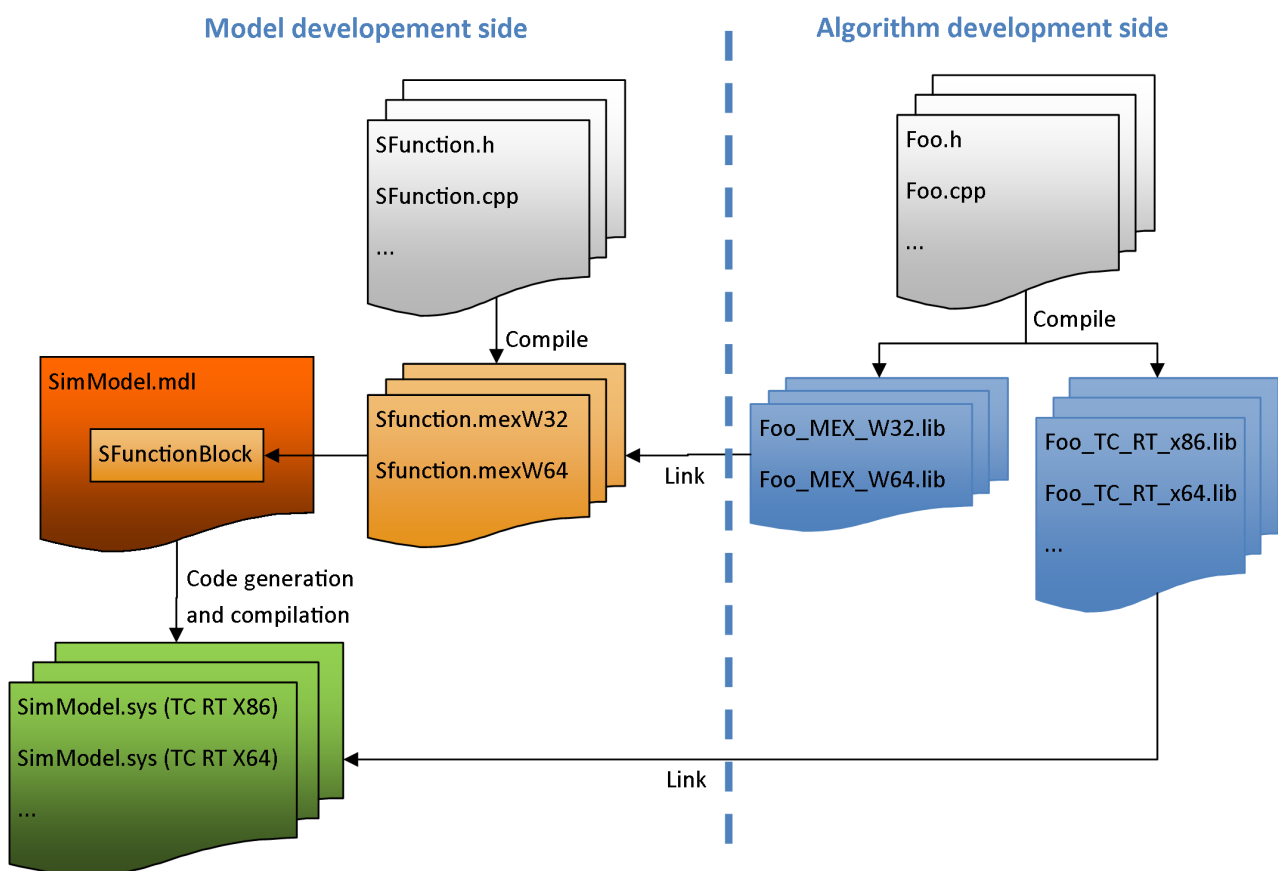 Model developement side
Algorithm development side
SFunction.h
SFunction.cpp
...
Foo.h
Foo.cpp
...
Compile
Compile
SimModel.mdl
SFunctionBlock
Sfunction.mexW32
Sfunction.mexW64
Link
Foo_MEX_W32.lib
Foo_MEX_W64.lib
Foo_TC_RT_x86.lib
Foo_TC_RT_x64.lib
...
Code generation
and compilation
SimModel.sys (TC RT X86)
SimModel.sys (TC RT X64)
...
Link